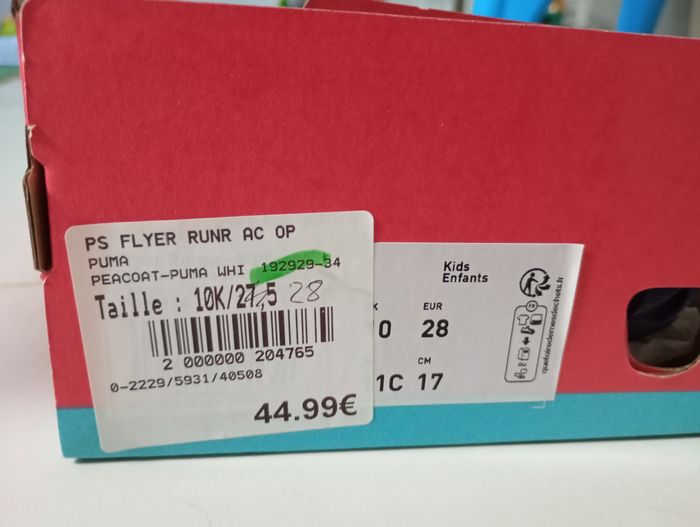 PS FLYER RUNR AC OP
PUMA
PEACOAT-PUMA WHI 192929-34
Taille : 10K/27,5 28
2 000000 204765
0-2229/5931/40508
44.99€
Kids
Enfants
K EUR
0 28
CM
1C 17
quefairedemesdechets.fr